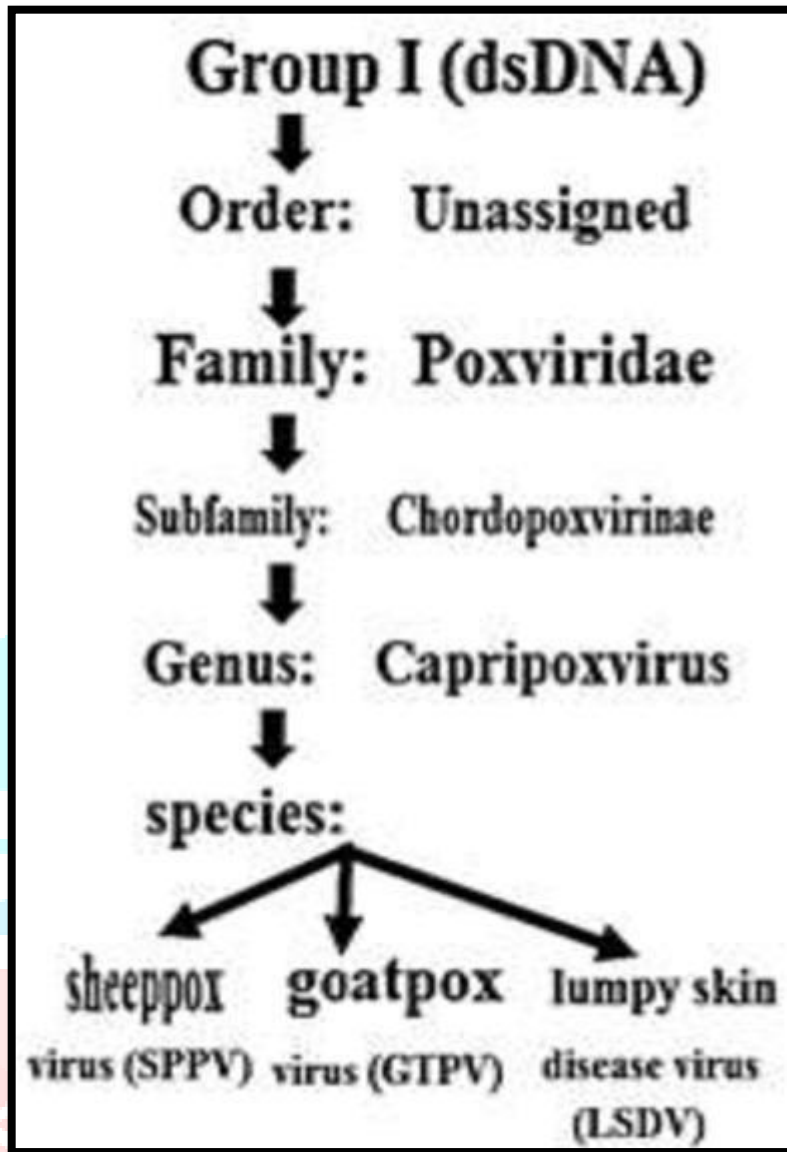 Group I (dsDNA)
Order: Unassigned
Family: Poxviridae
Subfamily: Chordopoxvirinae
Genus: Capripoxvirus
species:
sheeppox goatpox lumpy skin
virus (SPPV) virus (GTPV) disease virus
(LSDV)